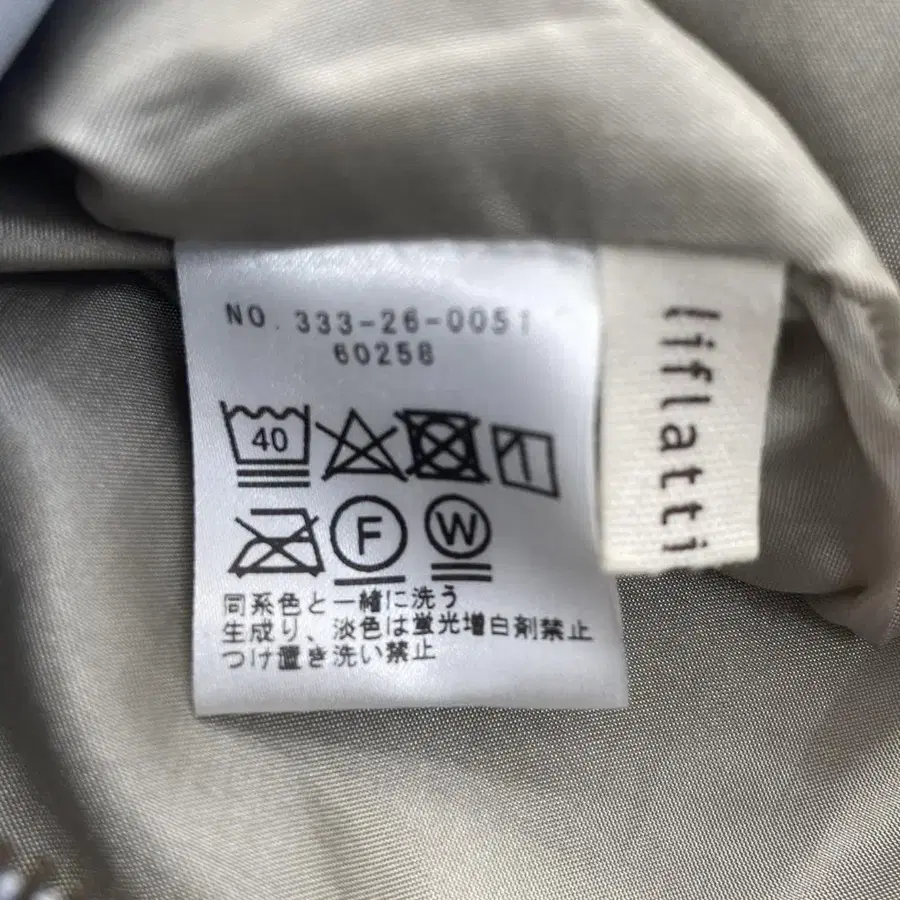 NO. 333-26-0051
60258
40
F
W
同系色と一緒に洗う
生成り、淡色は蛍光増白剤禁止
つけ置き洗い禁止
lifflatti